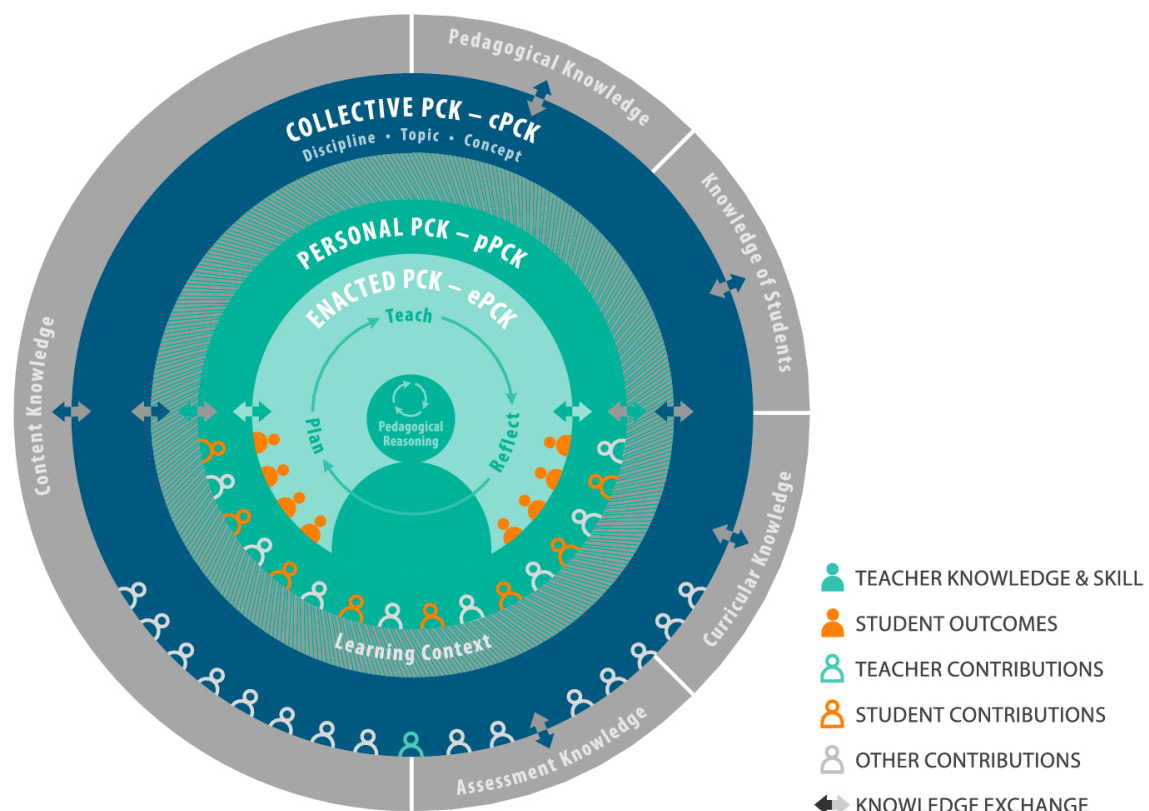 Pedagogical Knowledge
COLLECTIVE PCK – cPCK
Discipline • Topic • Concept
Knowledge of Students
PERSONAL PCK – pPCK
ENACTED PCK – ePCK
Teach
Content Knowledge
Pedagogical
Reasoning
Plan
Reflect
Curricular Knowledge
Learning Context
Assessment Knowledge
TEACHER KNOWLEDGE & SKILL
STUDENT OUTCOMES
TEACHER CONTRIBUTIONS
STUDENT CONTRIBUTIONS
OTHER CONTRIBUTIONS
KNOWLEDGE EXCHANGE